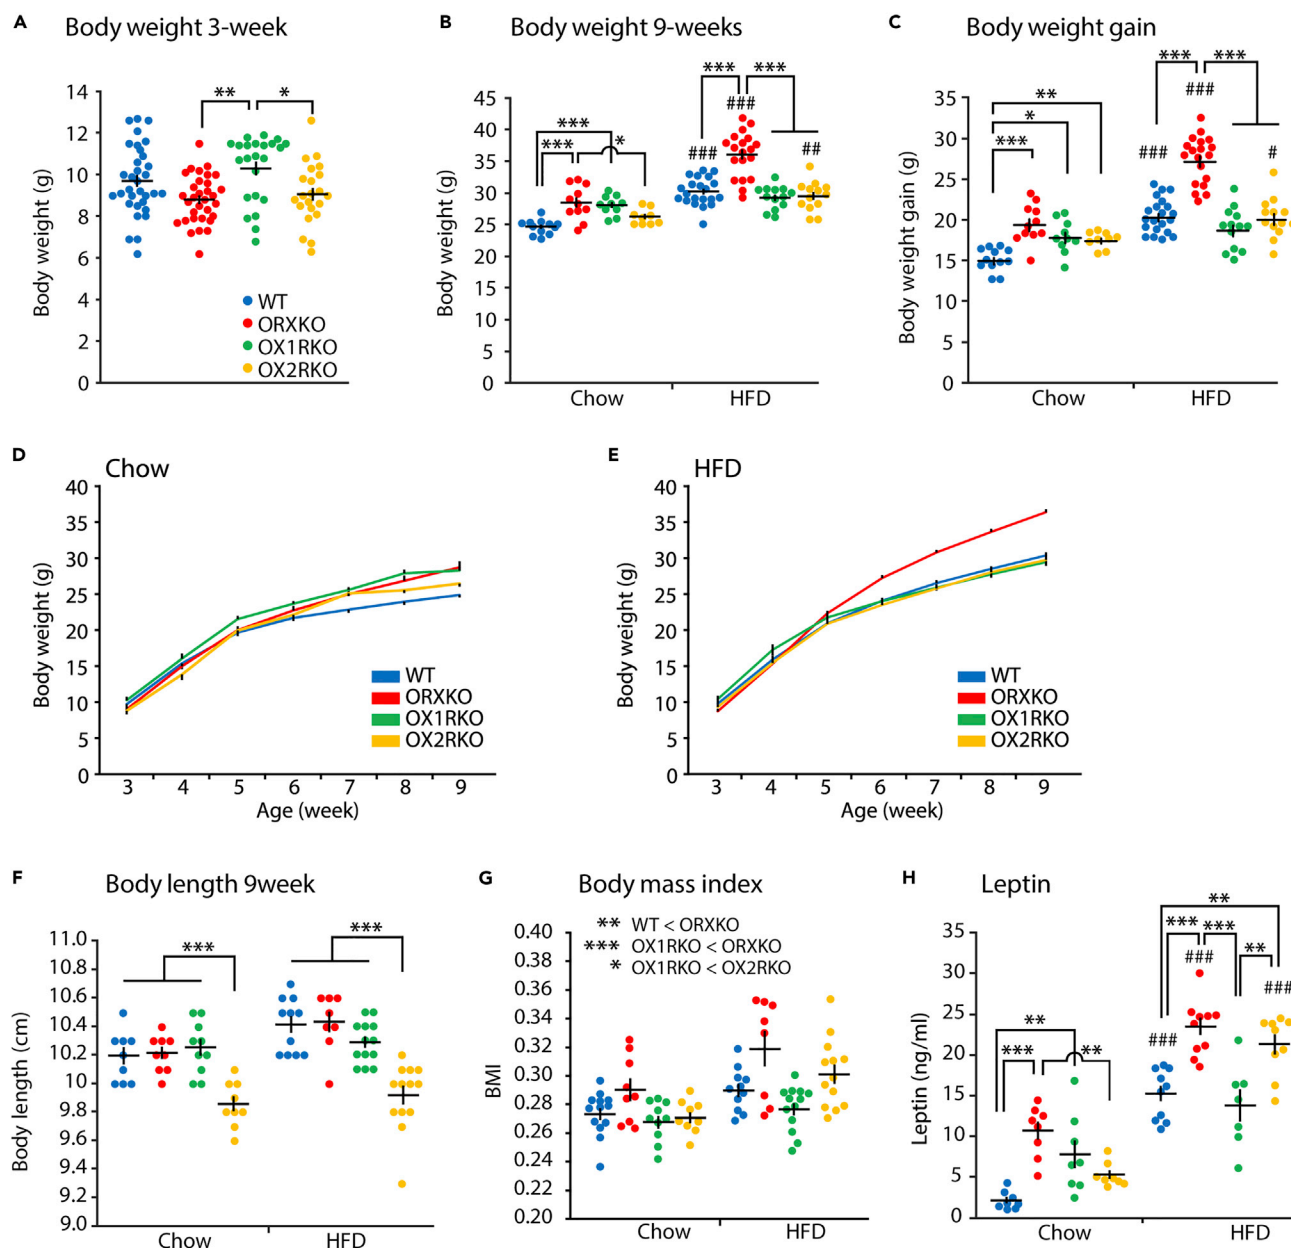 A Body weight 3-week
Body weight (g)
14
12
10
8
6
4
2
0
** *
WT
ORXKO
OX1RKO
OX2RKO
B Body weight 9-weeks
Body weight (g)
45
40
35
30
25
20
15
10
5
0
*** ***
###
***
*** *
### ##
Chow HFD
C Body weight gain
Body weight gain (g)
35
30
25
20
15
10
5
0
*** ***
###
**
*
***
### #
Chow HFD
D Chow
Body weight (g)
40
35
30
25
20
15
10
5
0
WT
ORXKO
OX1RKO
OX2RKO
3 4 5 6 7 8 9
Age (week)
E HFD
Body weight (g)
40
35
30
25
20
15
10
5
0
WT
ORXKO
OX1RKO
OX2RKO
3 4 5 6 7 8 9
Age (week)
F Body length 9week
Body length (cm)
11.0
10.8
10.6
10.4
10.2
10
9.8
9.6
9.4
9.2
9.0
*** ***
Chow HFD
G Body mass index
BMI
0.40
0.38
0.36
0.34
0.32
0.30
0.28
0.26
0.24
0.22
0.20
** WT < ORXKO
*** OX1RKO < ORXKO
* OX1RKO < OX2RKO
Chow HFD
H Leptin
Leptin (ng/ml)
35
30
25
20
15
10
5
0
**
*** ***
### **
###
**
*** **
###
Chow HFD